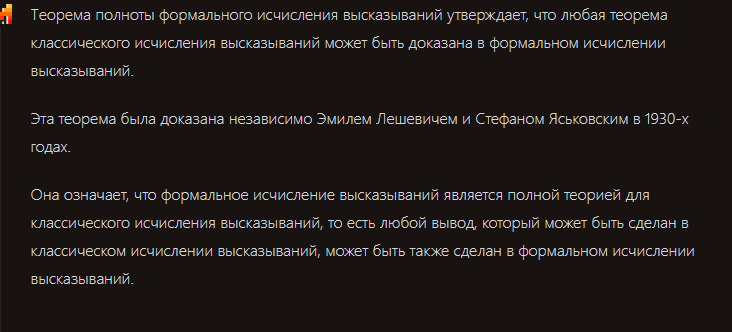 Теорема полноты формального исчисления высказываний утверждает, что любая теорема
классического исчисления высказываний может быть доказана в формальном исчислении
высказываний.
Эта теорема была доказана независимо Эмилем Лешевичем и Стефаном Яськовским в 1930-х
годах.
Она означает, что формальное исчисление высказываний является полной теорией для
классического исчисления высказываний, то есть любой вывод, который может быть сделан в
классическом исчислении высказываний, может быть также сделан в формальном исчислении
высказываний.